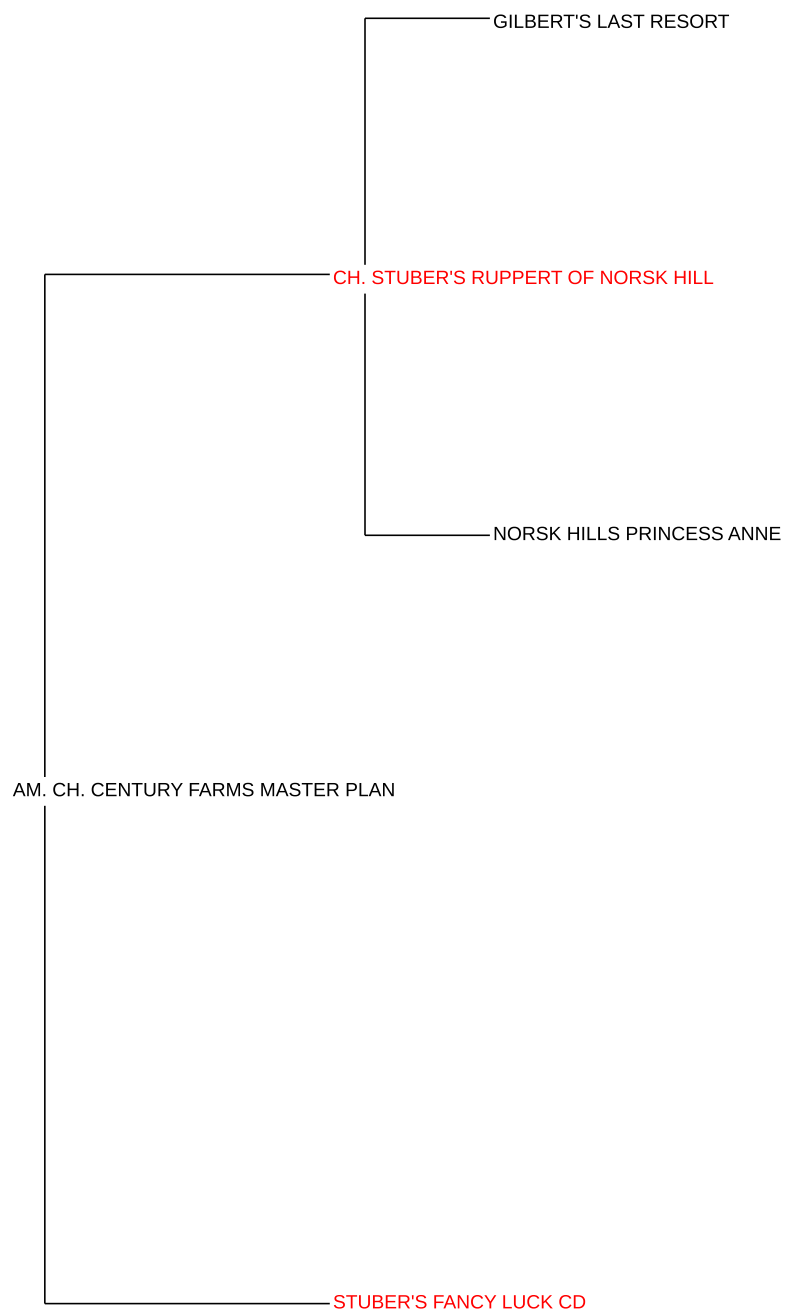 GILBERT'S LAST RESORT
CH. STUBER'S RUPPERT OF NORSK HILL
NORSK HILLS PRINCESS ANNE
AM. CH. CENTURY FARMS MASTER PLAN
STUBER'S FANCY LUCK CD